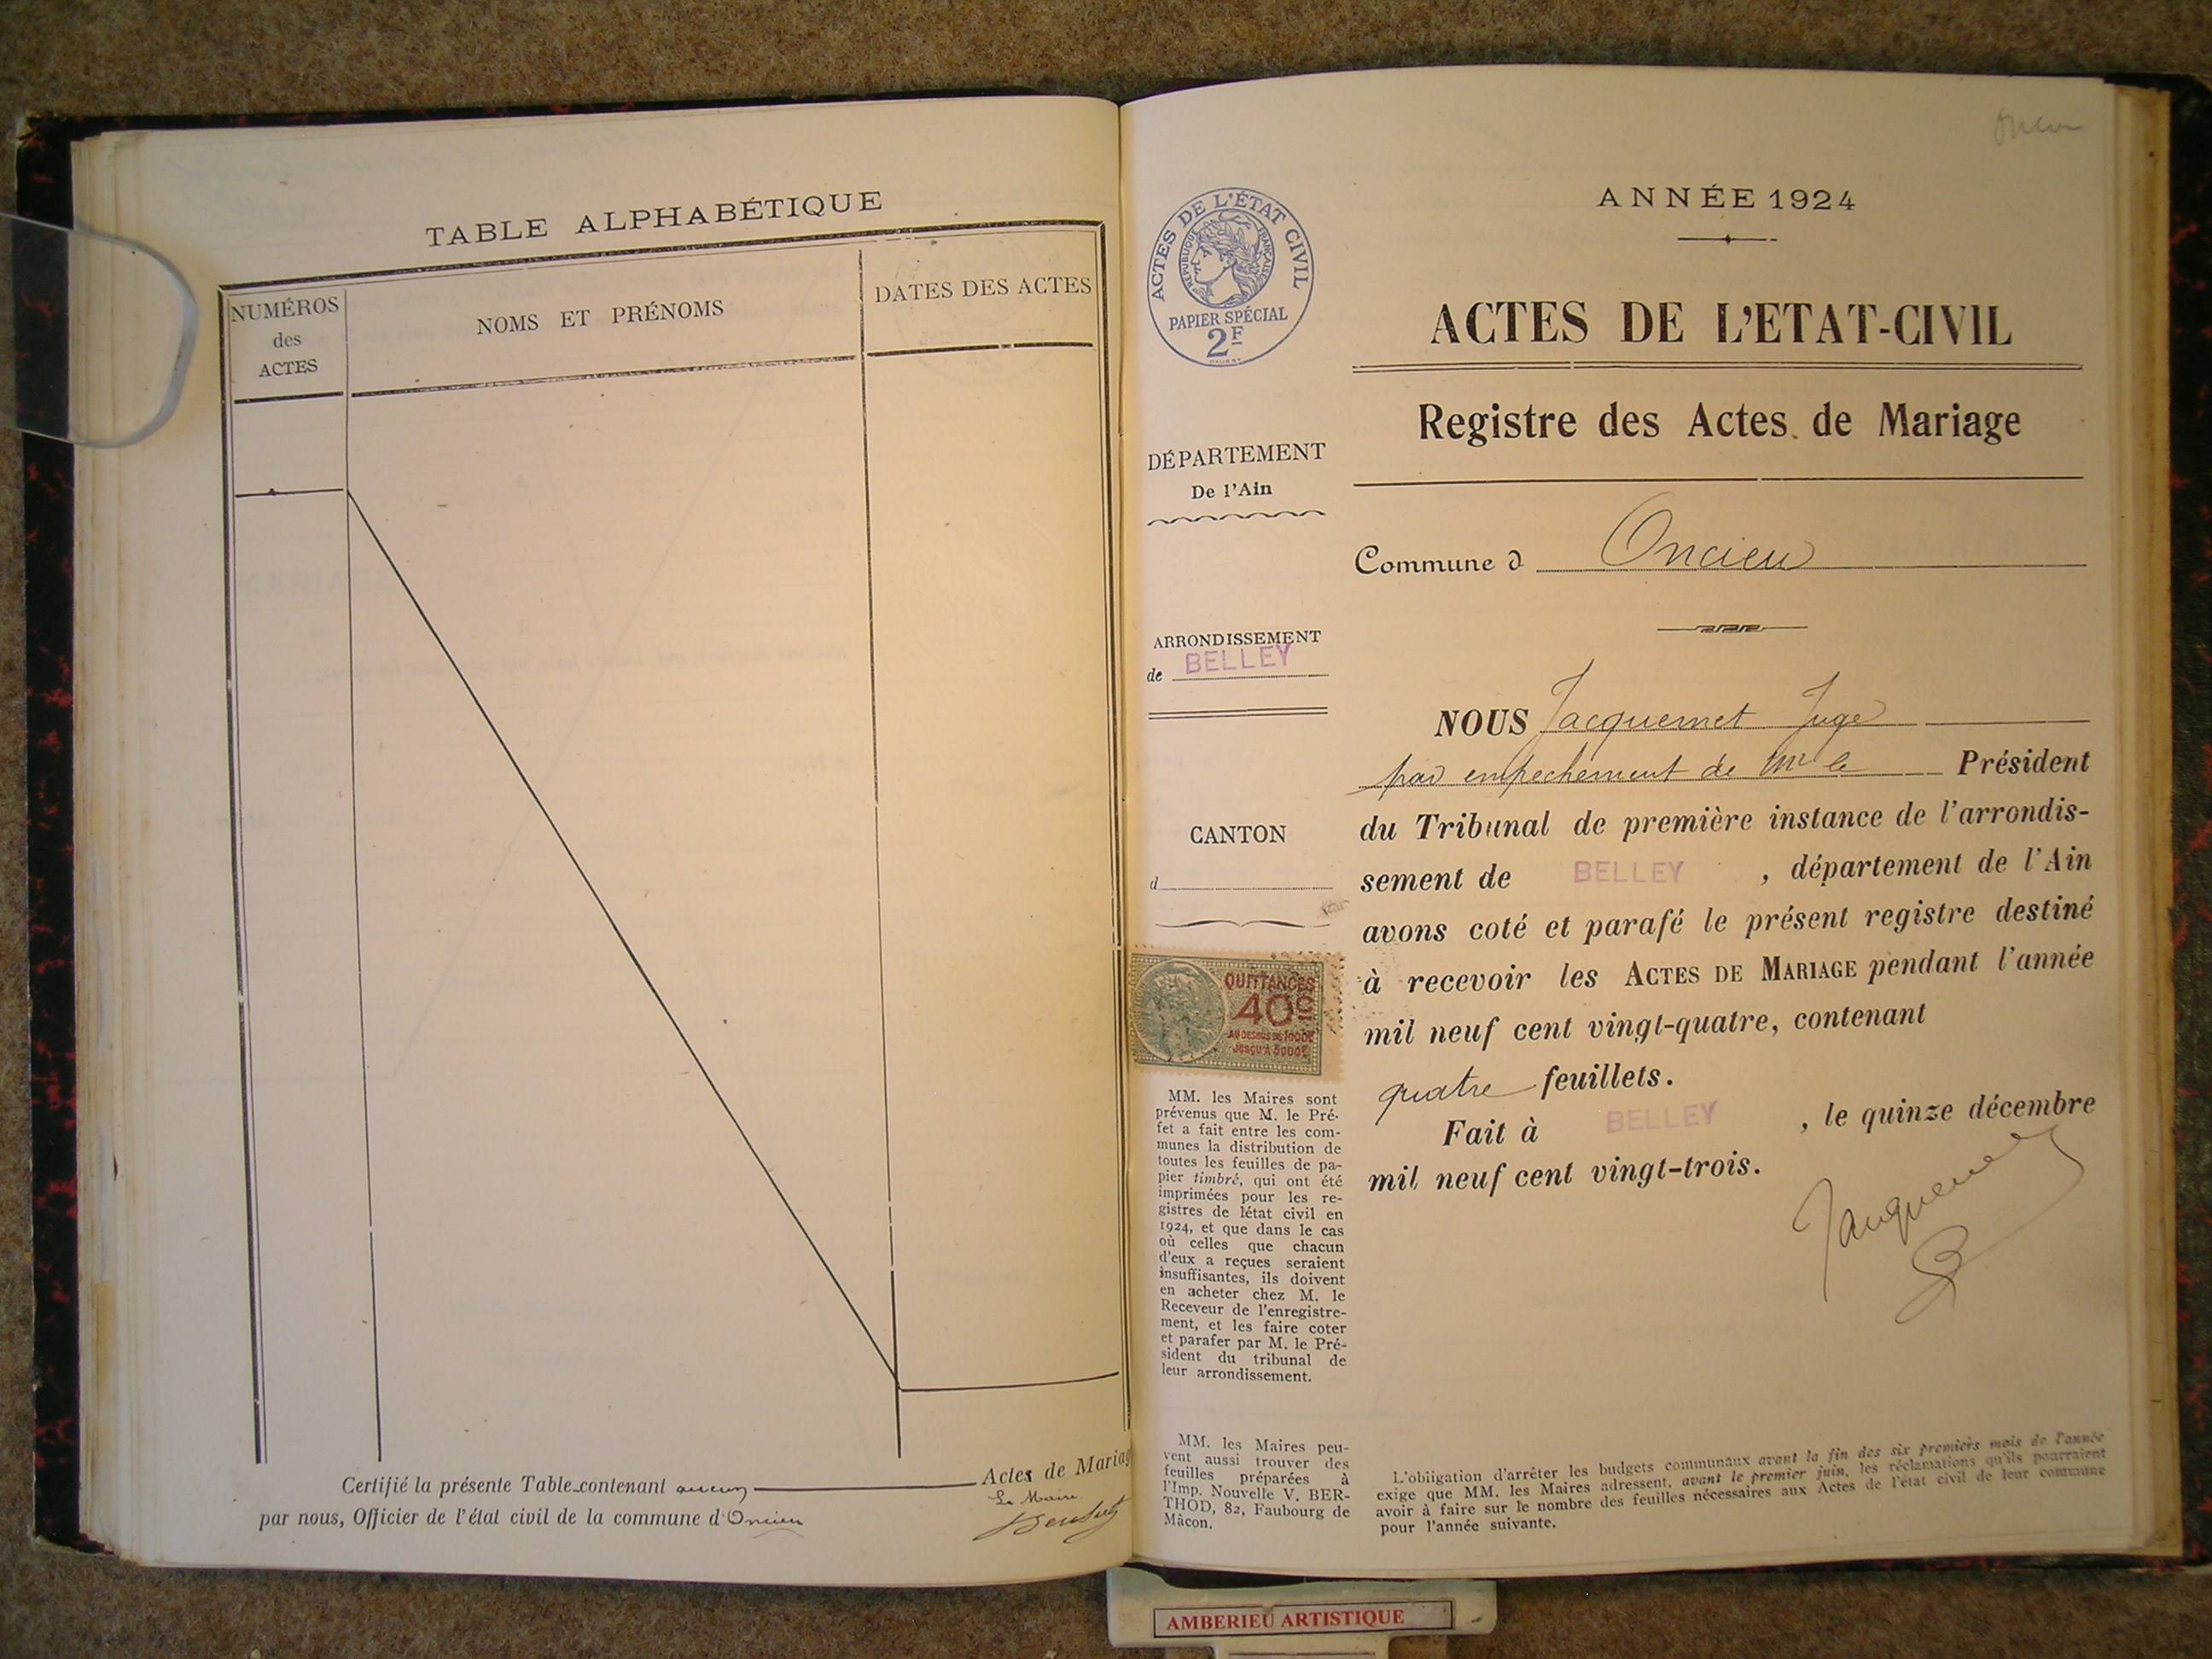 TABLE ALPHABÉTIQUE
NUMÉROS
des
ACTES
NOMS ET PRÉNOMS
DATES DES ACTES
Certifié la présente Table contenant aucun Actes de Mariag
Le Maire
par nous, Officier de l'état civil de la commune d'Oncieu
Oncieu
ACTES DE L'ÉTAT CIVIL
RÉPUBLIQUE FRANÇAISE
PAPIER SPÉCIAL
2F
DÉPARTEMENT
De l'Ain
ARRONDISSEMENT
de BELLEY
CANTON
d
QUITTANCES
40c
AU DESSUS DE 1000F
JUSQU'À 3000F
MM. les Maires sont
prévenus que M. le Pré-
fet a fait entre les com-
munes la distribution de
toutes les feuilles de pa-
pier timbré, qui ont été
imprimées pour les re-
gistres de l'état civil en
1924, et que dans le cas
où celles que chacun
d'eux a reçues seraient
insuffisantes, ils doivent
en acheter chez M. le
Receveur de l'enregistre-
ment, et les faire coter
et parafer par M. le Pré-
sident du tribunal de
leur arrondissement.
MM. les Maires peu-
vent aussi trouver des
feuilles préparées à
l'Imp. Nouvelle V. BER-
THOD, 82, Faubourg de
Mâcon.
ANNÉE 1924
ACTES DE L'ETAT-CIVIL
Registre des Actes de Mariage
Commune d Oncieu
NOUS Jacquemet Juge
par empechement de Mr le Président
du Tribunal de première instance de l'arrondis-
sement de BELLEY , département de l'Ain
avons coté et parafé le présent registre destiné
à recevoir les ACTES DE MARIAGE pendant l'année
mil neuf cent vingt-quatre, contenant
quatre feuillets.
Fait à BELLEY , le quinze décembre
mil neuf cent vingt-trois.
Jacquemet
L'obligation d'arrêter les budgets communaux avant la fin des six premiers mois de l'année
exige que MM. les Maires adressent, avant le premier juin, les réclamations qu'ils pourraient
avoir à faire sur le nombre des feuilles nécessaires aux Actes de l'état civil de leur commune
pour l'année suivante.
AMBERIEU ARTISTIQUE